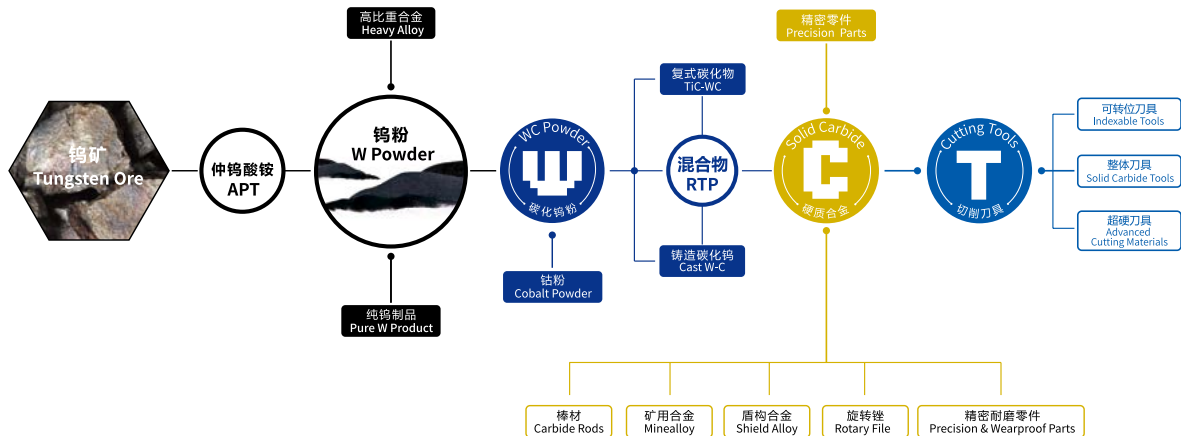 高比重合金
Heavy Alloy
精密零件
Precision Parts
钨矿
Tungsten Ore
仲钨酸铵
APT
钨粉
W Powder
纯钨制品
Pure W Product
WC Powder
W
碳化钨粉
钴粉
Cobalt Powder
复式碳化物
TiC-WC
混合物
RTP
铸造碳化钨
Cast W-C
Solid Carbide
C
硬质合金
Cutting Tools
T
切削刀具
可转位刀具
Indexable Tools
整体刀具
Solid Carbide Tools
超硬刀具
Advanced
Cutting Materials
棒材
Carbide Rods
矿用合金
Minealloy
盾构合金
Shield Alloy
旋转锉
Rotary File
精密耐磨零件
Precision & Wearproof Parts